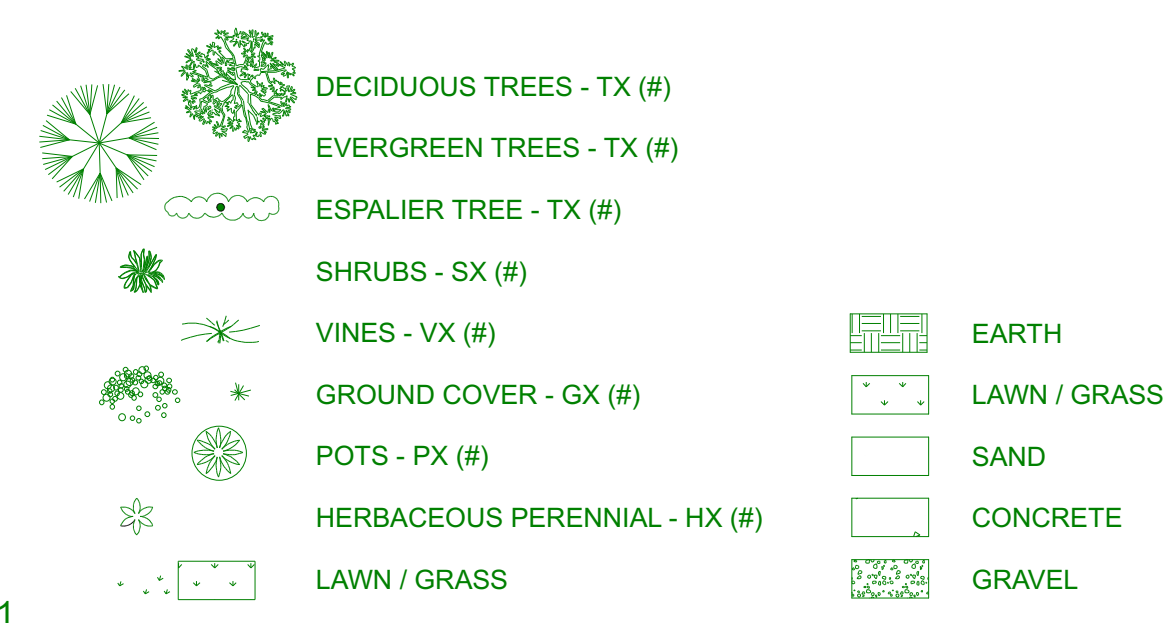 DECIDUOUS TREES - TX (#)
EVERGREEN TREES - TX (#)
ESPALIER TREE - TX (#)
SHRUBS - SX (#)
VINES - VX (#)
GROUND COVER - GX (#)
POTS - PX (#)
HERBACEOUS PERENNIAL - HX (#)
LAWN / GRASS
EARTH
LAWN / GRASS
SAND
CONCRETE
GRAVEL
1